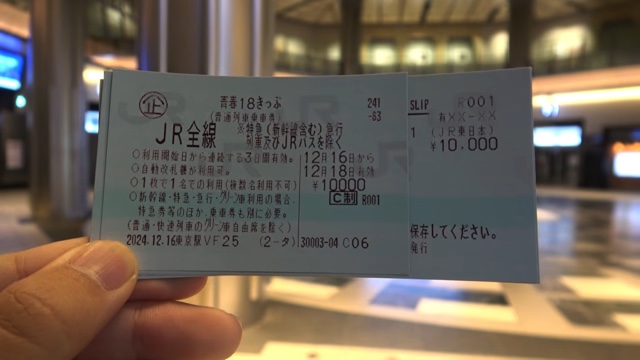 企
青春18きっぷ
241
-83
(普通列車乗車券)
JR全線
※特急(新幹線含む)急行
列車及びJRバスを除く
○利用開始日から連続する3日間有効。
12月16日から
○自動改札機が利用可。
12月18日有効
○1枚で1名での利用(複数名利用不可)
￥10000
○新幹線・特急・急行・グリーン車利用の場合、
C制 R001
特急券等のほか、乗車券も別に必要。
(普通・快速列車のグリーン車自由席を除く)
2024.12.16東京駅VF25 (2-タ) 30003-04 C06
SLIP R001
有XX-XX
1 (JR東日本)
￥10,000
保存してください。
発行